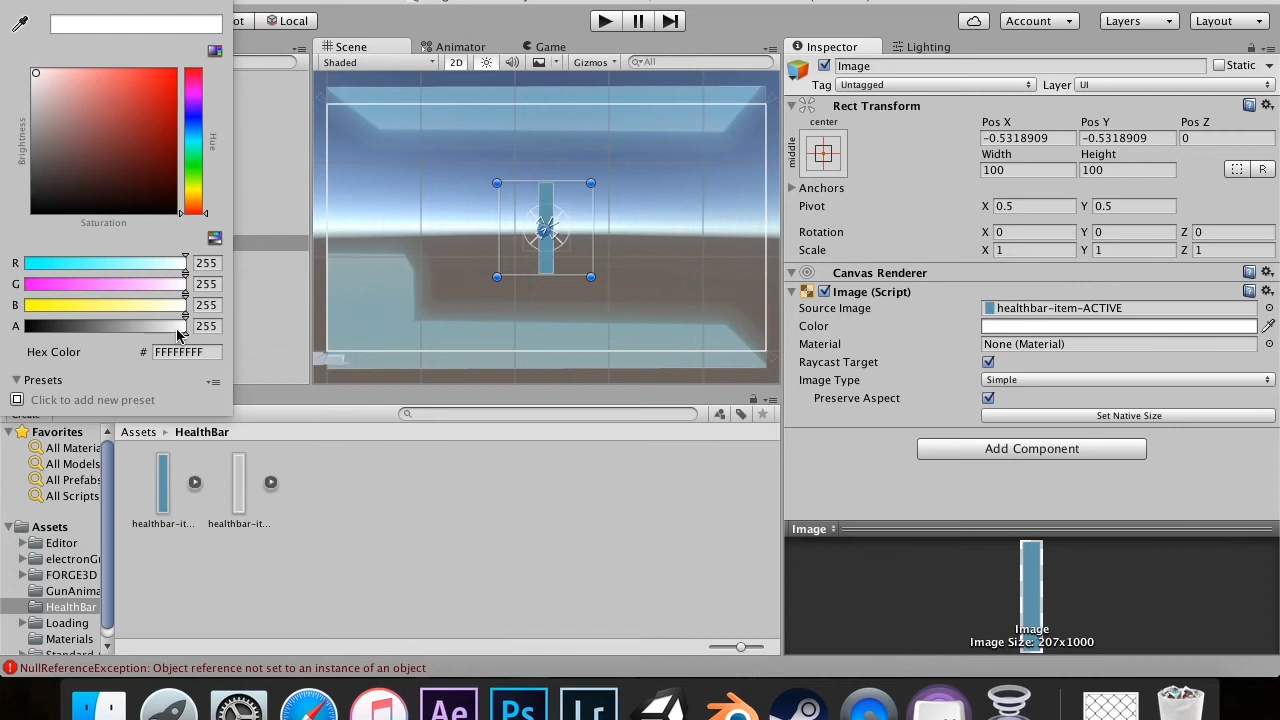 ot Local
Account Layers Layout
Scene Animator Game
Shaded 2D Gizmos All
Inspector Lighting
Image Static
Tag Untagged Layer UI
Rect Transform
center
middle
Pos X Pos Y Pos Z
-0.5318909 -0.5318909 0
Width Height
100 100 R
Anchors
Pivot X 0.5 Y 0.5
Rotation X 0 Y 0 Z 0
Scale X 1 Y 1 Z 1
Canvas Renderer
Image (Script)
Source Image healthbar-item-ACTIVE
Color
Material None (Material)
Raycast Target
Image Type Simple
Preserve Aspect
Set Native Size
Add Component
Image
Image
Image Size: 207x1000
Brightness
Hue
Saturation
R 255
G 255
B 255
A 255
Hex Color # FFFFFFFF
Presets
Click to add new preset
Create
Favorites
All Materia
All Models
All Prefabs
All Scripts
Assets
Editor
electronGu
FORGE3D
GunAnima
HealthBar
Loading
Materials
Assets HealthBar
healthbar-it... healthbar-it...
NullReferenceException: Object reference not set to an instance of an object
Ae Ps Lr